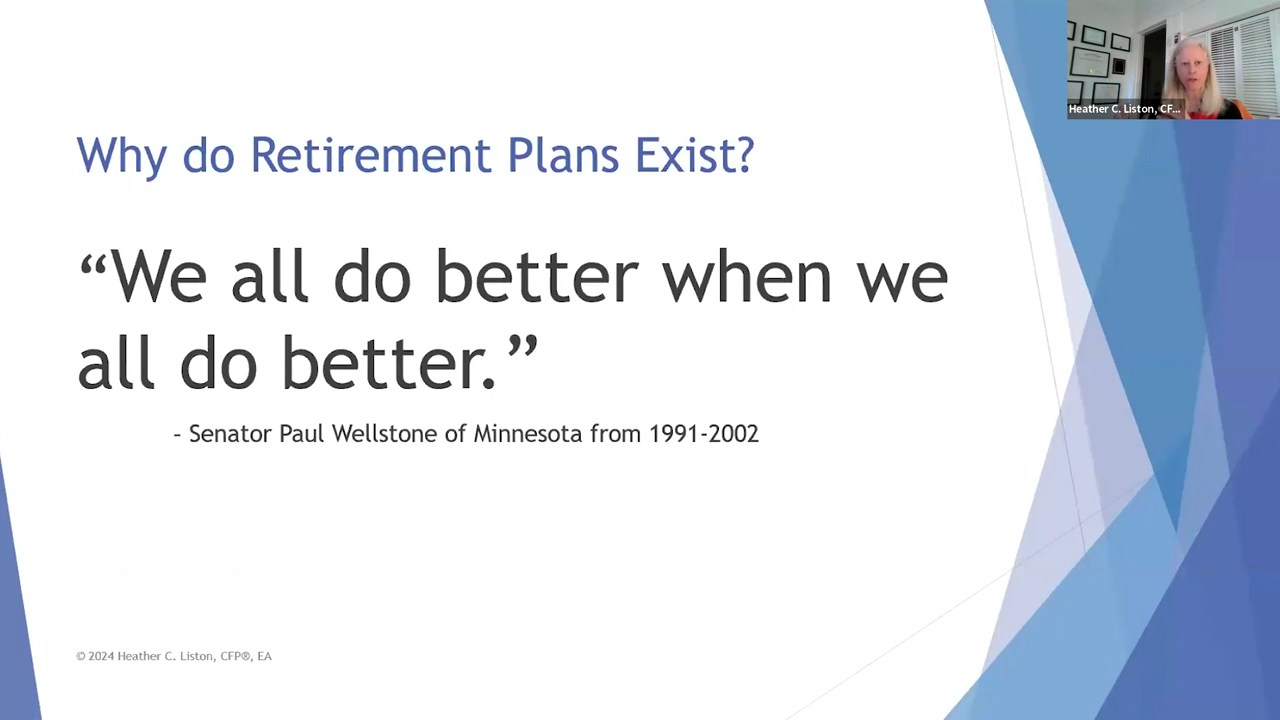 Heather C. Liston, CF...
Why do Retirement Plans Exist?
“We all do better when we
all do better.”
– Senator Paul Wellstone of Minnesota from 1991-2002
© 2024 Heather C. Liston, CFP®, EA